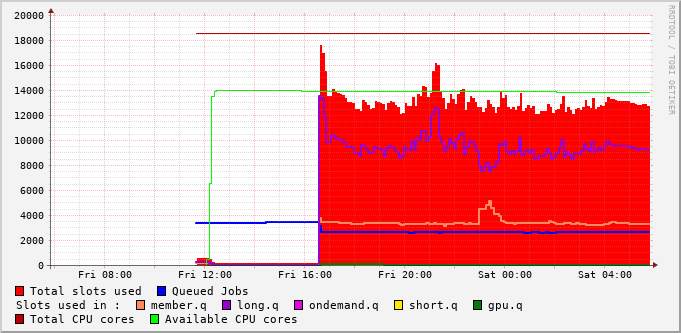 20000
18000
16000
14000
12000
10000
8000
6000
4000
2000
0
Fri 08:00 Fri 12:00 Fri 16:00 Fri 20:00 Sat 00:00 Sat 04:00
RRDTOOL / TOBI OETIKER
Total slots used Queued Jobs
Slots used in : member.q long.q ondemand.q short.q gpu.q
Total CPU cores Available CPU cores